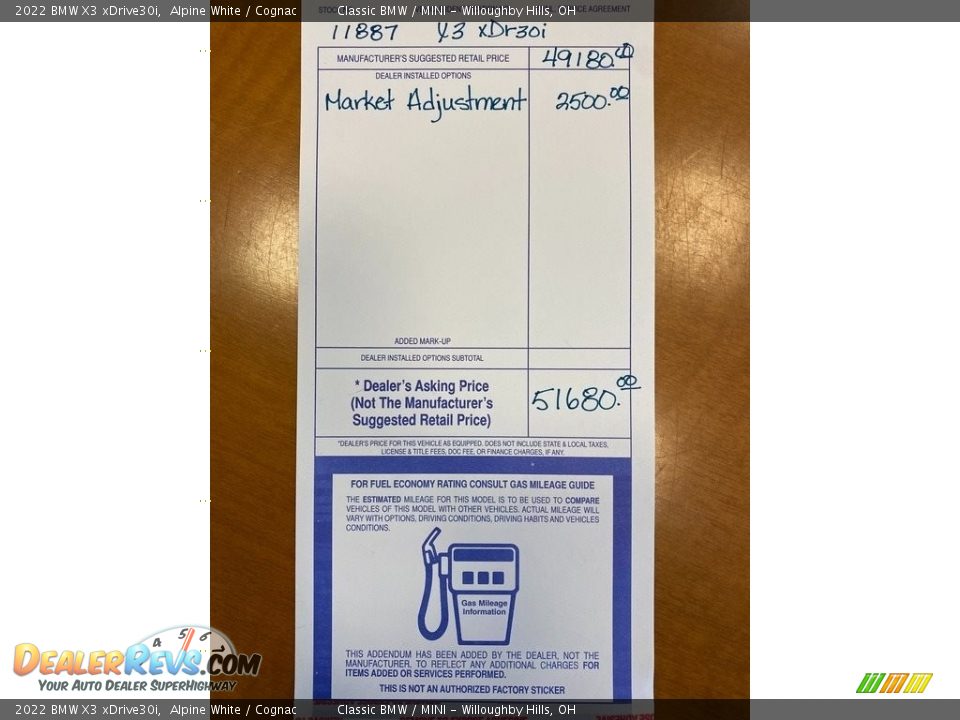 2022 BMW X3 xDrive30i, Alpine White / Cognac Classic BMW / MINI - Willoughby Hills, OH
11887 X3 xDr30i
MANUFACTURER'S SUGGESTED RETAIL PRICE 49180.00
DEALER INSTALLED OPTIONS
Market Adjustment 2500.00
ADDED MARK-UP
DEALER INSTALLED OPTIONS SUBTOTAL
* Dealer's Asking Price
(Not The Manufacturer's
Suggested Retail Price)
51680.00
*DEALER'S PRICE FOR THIS VEHICLE AS EQUIPPED. DOES NOT INCLUDE STATE & LOCAL TAXES,
LICENSE & TITLE FEES, DOC FEE, OR FINANCE CHARGES, IF ANY.
FOR FUEL ECONOMY RATING CONSULT GAS MILEAGE GUIDE
THE ESTIMATED MILEAGE FOR THIS MODEL IS TO BE USED TO COMPARE
VEHICLES OF THIS MODEL WITH OTHER VEHICLES. ACTUAL MILEAGE WILL
VARY WITH OPTIONS, DRIVING CONDITIONS, DRIVING HABITS AND VEHICLES
CONDITIONS.
Gas Mileage
Information
THIS ADDENDUM HAS BEEN ADDED BY THE DEALER, NOT THE
MANUFACTURER, TO REFLECT ANY ADDITIONAL CHARGES FOR
ITEMS ADDED OR SERVICES PERFORMED.
THIS IS NOT AN AUTHORIZED FACTORY STICKER
4 5 6
DEALERREVS.COM
YOUR AUTO DEALER SUPERHIGHWAY
2022 BMW X3 xDrive30i, Alpine White / Cognac Classic BMW / MINI - Willoughby Hills, OH